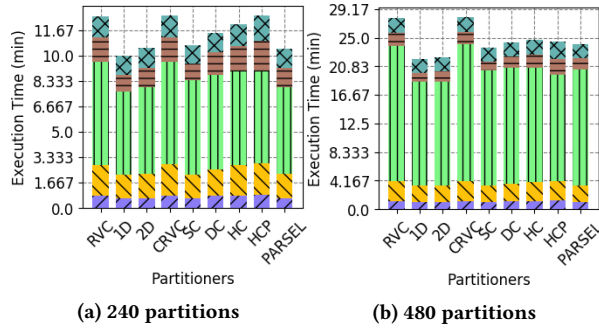 Execution Time (min)
11.67
10.0
8.333
6.667
5.0
3.333
1.667
0.0
RVC
1D
2D
CRVC
SC
DC
HC
HCP
PARSEL
Partitioners
(a) 240 partitions
Execution Time (min)
29.17
25.0
20.83
16.67
12.5
8.333
4.167
0.0
RVC
1D
2D
CRVC
SC
DC
HC
HCP
PARSEL
Partitioners
(b) 480 partitions